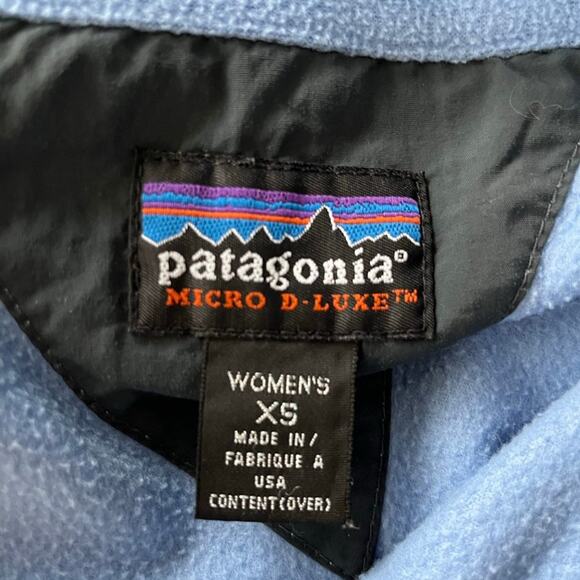 patagonia®
MICRO D-LUXE™
WOMEN'S
XS
MADE IN/
FABRIQUE A
USA
CONTENT(OVER)